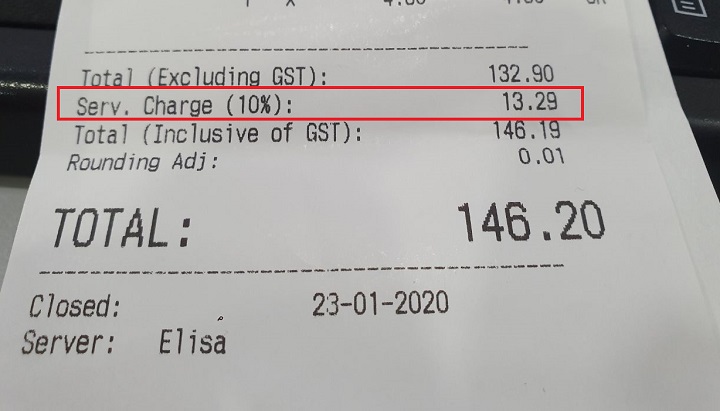 Total (Excluding GST): 132.90
Serv. Charge (10%): 13.29
Total (Inclusive of GST): 146.19
Rounding Adj: 0.01
TOTAL: 146.20
Closed: 23-01-2020
Server: Elisa